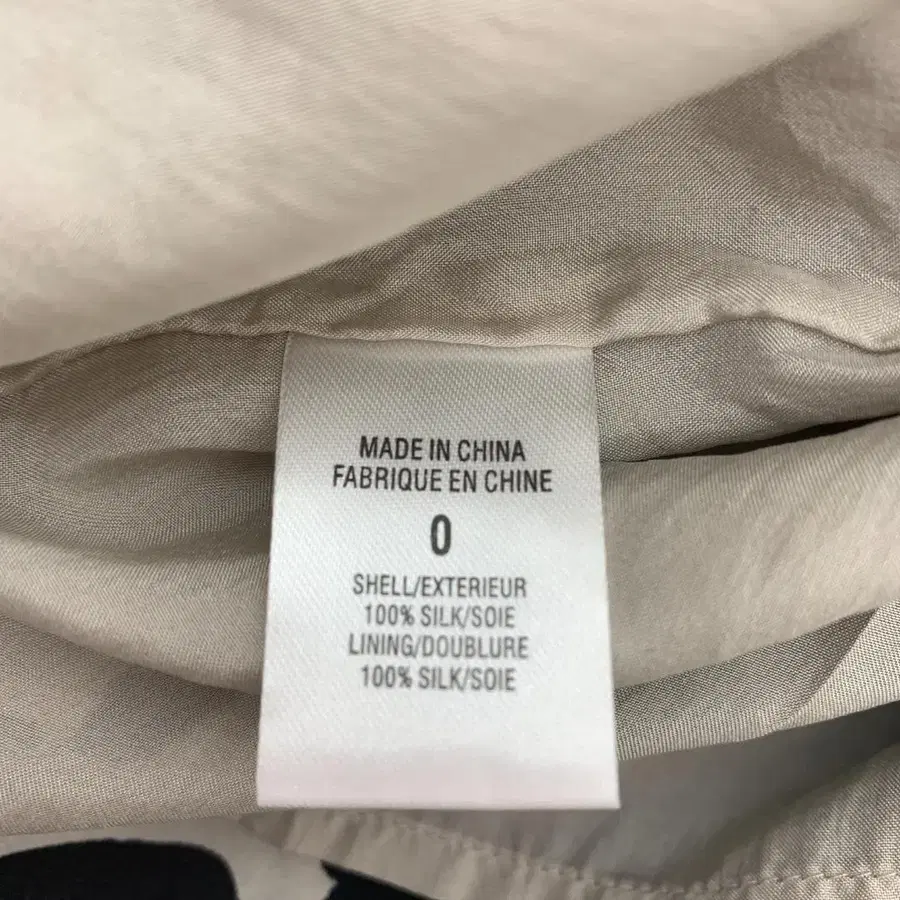 MADE IN CHINA
FABRIQUE EN CHINE
0
SHELL/EXTERIEUR
100% SILK/SOIE
LINING/DOUBLURE
100% SILK/SOIE